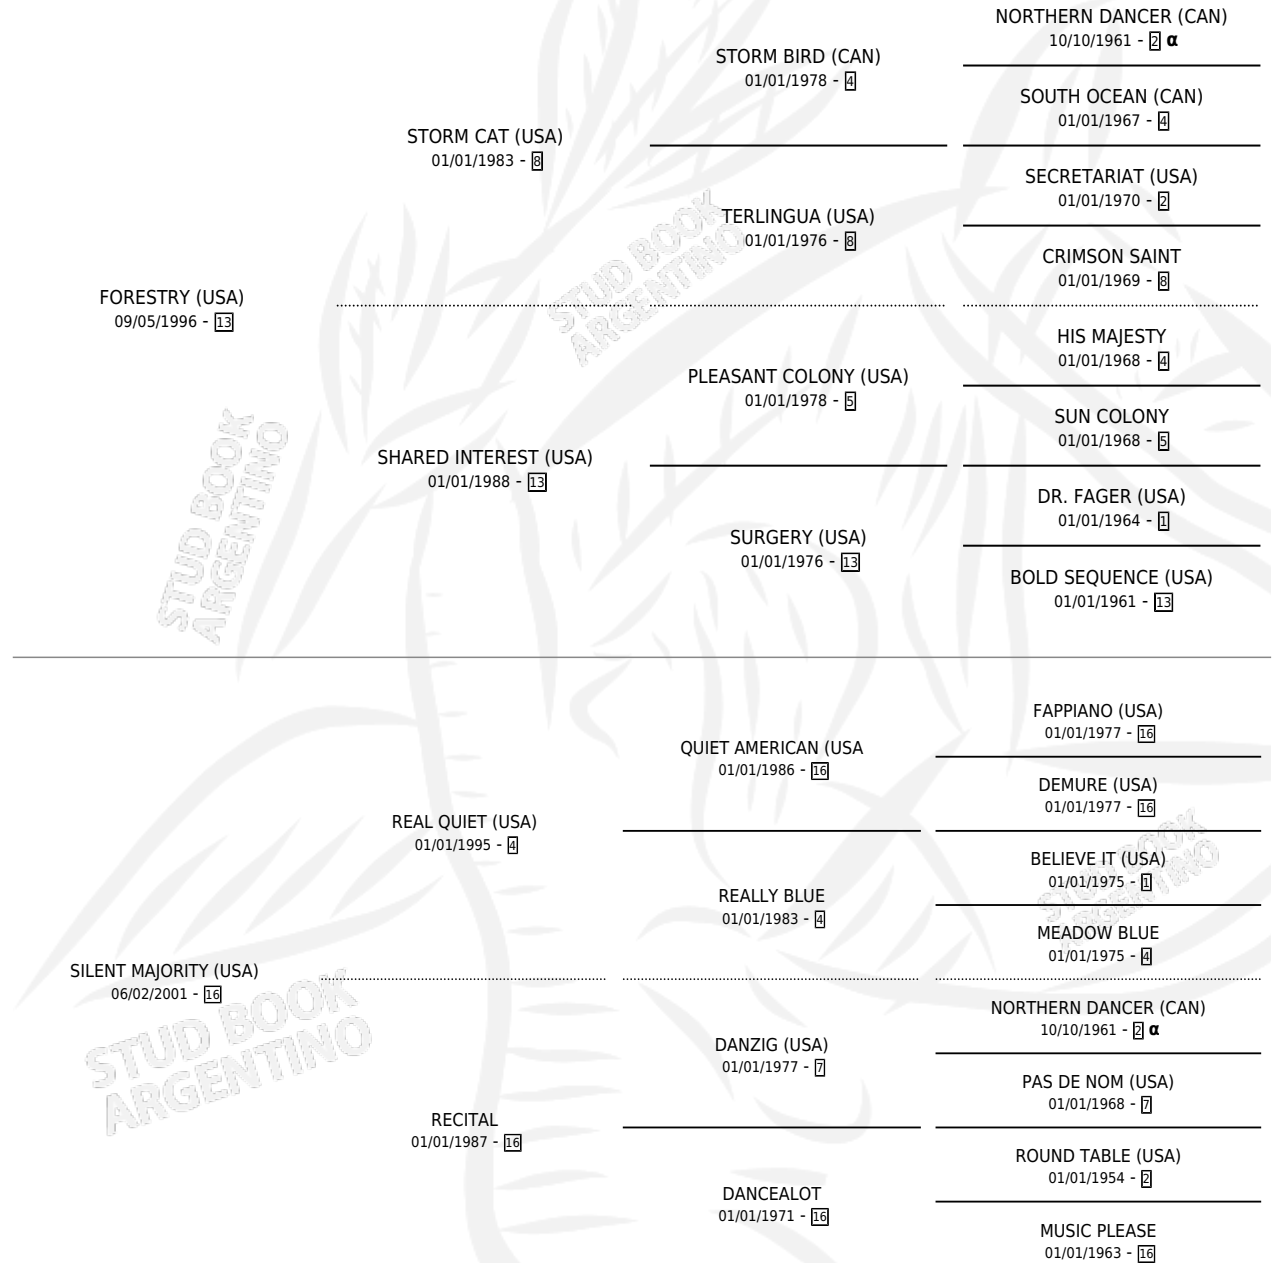 NORTHERN DANCER (CAN)
10/10/1961 - 2 α
STORM BIRD (CAN)
01/01/1978 - 4
SOUTH OCEAN (CAN)
01/01/1967 - 4
STORM CAT (USA)
01/01/1983 - 8
SECRETARIAT (USA)
01/01/1970 - 2
TERLINGUA (USA)
01/01/1976 - 8
CRIMSON SAINT
01/01/1969 - 8
FORESTRY (USA)
09/05/1996 - 13
HIS MAJESTY
01/01/1968 - 4
PLEASANT COLONY (USA)
01/01/1978 - 5
SUN COLONY
01/01/1968 - 5
SHARED INTEREST (USA)
01/01/1988 - 13
DR. FAGER (USA)
01/01/1964 - 1
SURGERY (USA)
01/01/1976 - 13
BOLD SEQUENCE (USA)
01/01/1961 - 13
FAPPIANO (USA)
01/01/1977 - 16
QUIET AMERICAN (USA
01/01/1986 - 16
DEMURE (USA)
01/01/1977 - 16
REAL QUIET (USA)
01/01/1995 - 4
BELIEVE IT (USA)
01/01/1975 - 1
REALLY BLUE
01/01/1983 - 4
MEADOW BLUE
01/01/1975 - 4
SILENT MAJORITY (USA)
06/02/2001 - 16
NORTHERN DANCER (CAN)
10/10/1961 - 2 α
DANZIG (USA)
01/01/1977 - 7
PAS DE NOM (USA)
01/01/1968 - 7
RECITAL
01/01/1987 - 16
ROUND TABLE (USA)
01/01/1954 - 2
DANCEALOT
01/01/1971 - 16
MUSIC PLEASE
01/01/1963 - 16
STUD BOOK
ARGENTINO
STUD BOOK
ARGENTINO
STUD BOOK
ARGENTINO
STUD BOOK
ARGENTINO